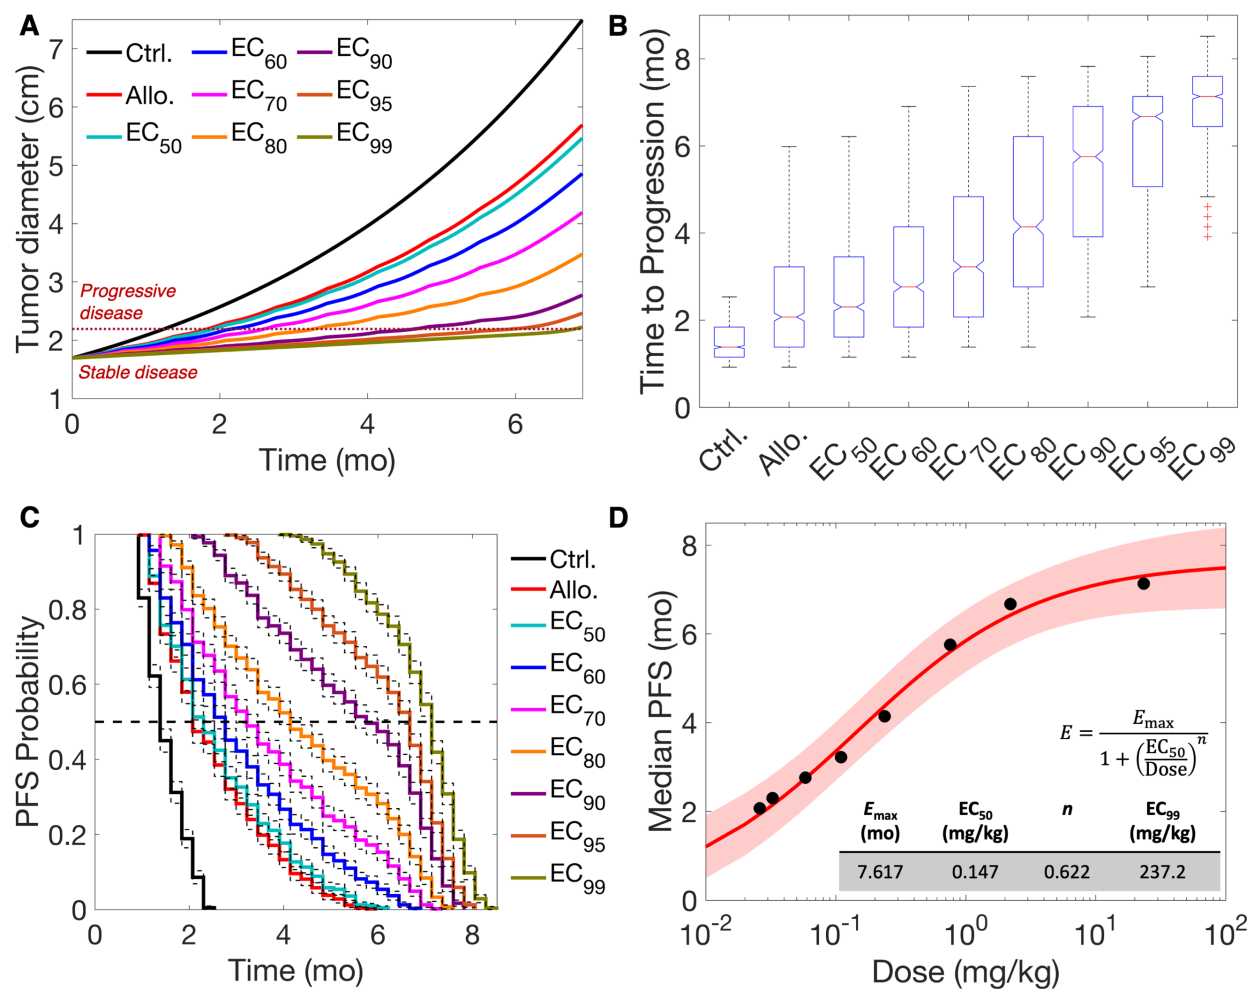 A
Tumor diameter (cm)
7
6
5
4
3
2
1
Ctrl.
Allo.
EC50
EC60
EC70
EC80
EC90
EC95
EC99
Progressive
disease
Stable disease
0 2 4 6
Time (mo)
B
Time to Progression (mo)
8
6
4
2
0
Ctrl. Allo. EC50 EC60 EC70 EC80 EC90 EC95 EC99
C
PFS Probability
1
0.8
0.6
0.4
0.2
0
0 2 4 6 8
Time (mo)
Ctrl.
Allo.
EC50
EC60
EC70
EC80
EC90
EC95
EC99
D
Median PFS (mo)
8
6
4
2
0
E = Emax / (1 + (EC50/Dose)^n)
Emax (mo) EC50 (mg/kg) n EC99 (mg/kg)
7.617 0.147 0.622 237.2
10^-2 10^-1 10^0 10^1 10^2
Dose (mg/kg)